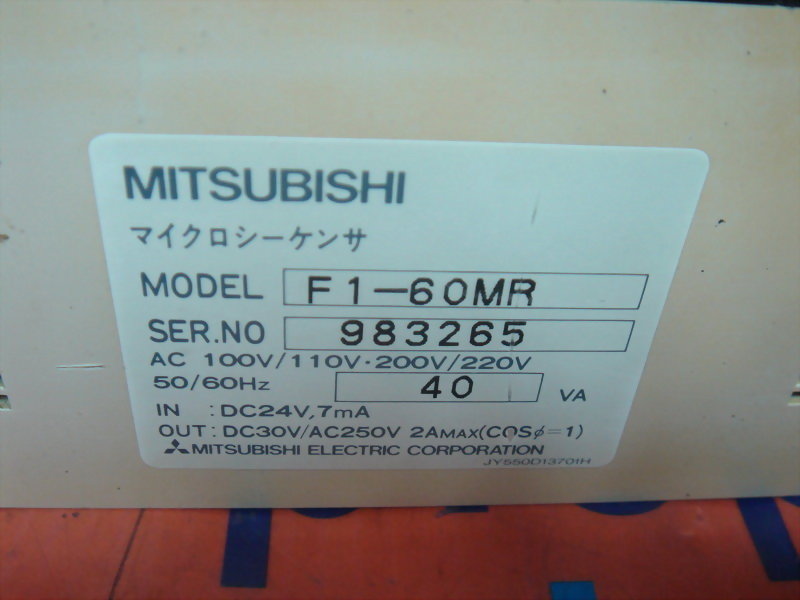 MITSUBISHI
マイクロシーケンサ
MODEL F1-60MR
SER.NO 983265
AC 100V/110V·200V/220V
50/60Hz 40 VA
IN : DC24V, 7mA
OUT : DC30V/AC250V 2AMAX(COSφ=1)
MITSUBISHI ELECTRIC CORPORATION
JY550D13701H